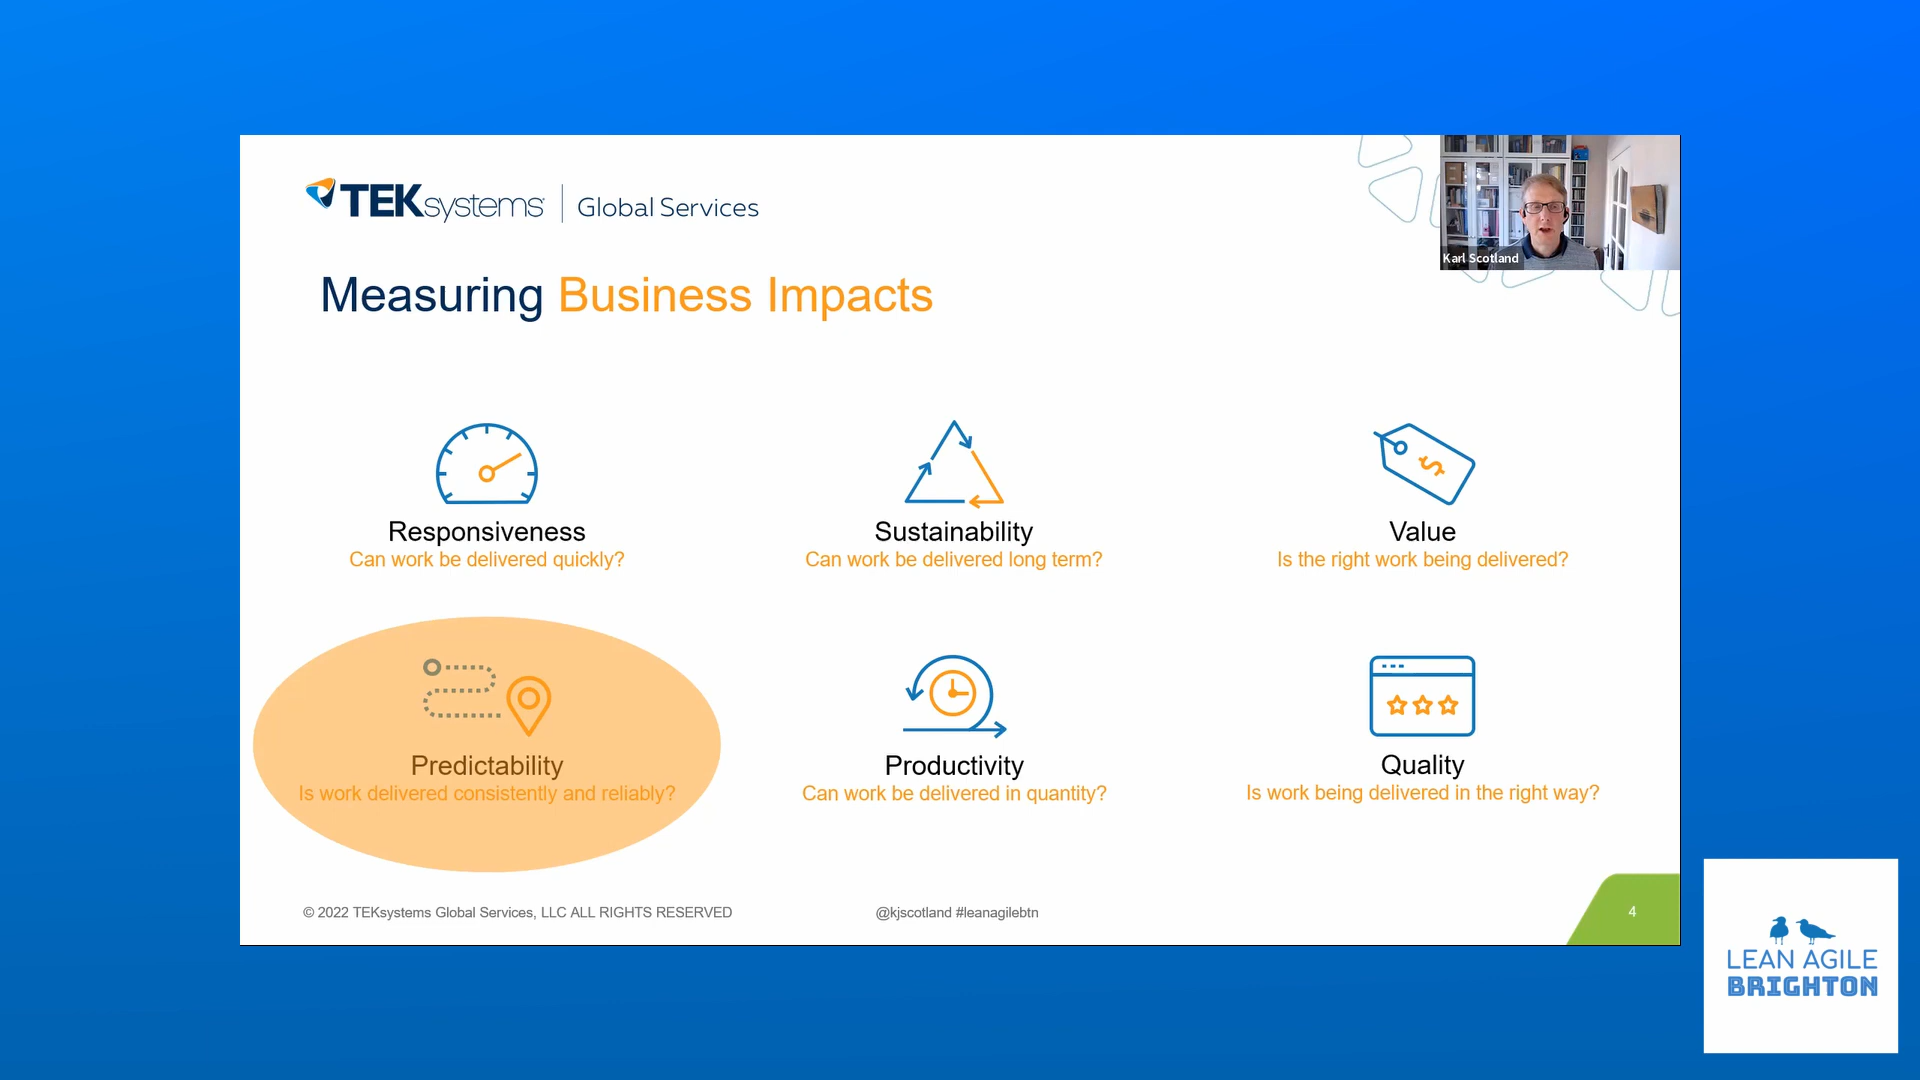 TEKsystems | Global Services
Karl Scotland
Measuring Business Impacts
Responsiveness
Can work be delivered quickly?
Sustainability
Can work be delivered long term?
Value
Is the right work being delivered?
Predictability
Is work delivered consistently and reliably?
Productivity
Can work be delivered in quantity?
Quality
Is work being delivered in the right way?
© 2022 TEKsystems Global Services, LLC ALL RIGHTS RESERVED
@kjscotland #leanagilebtn
4
LEAN AGILE
BRIGHTON